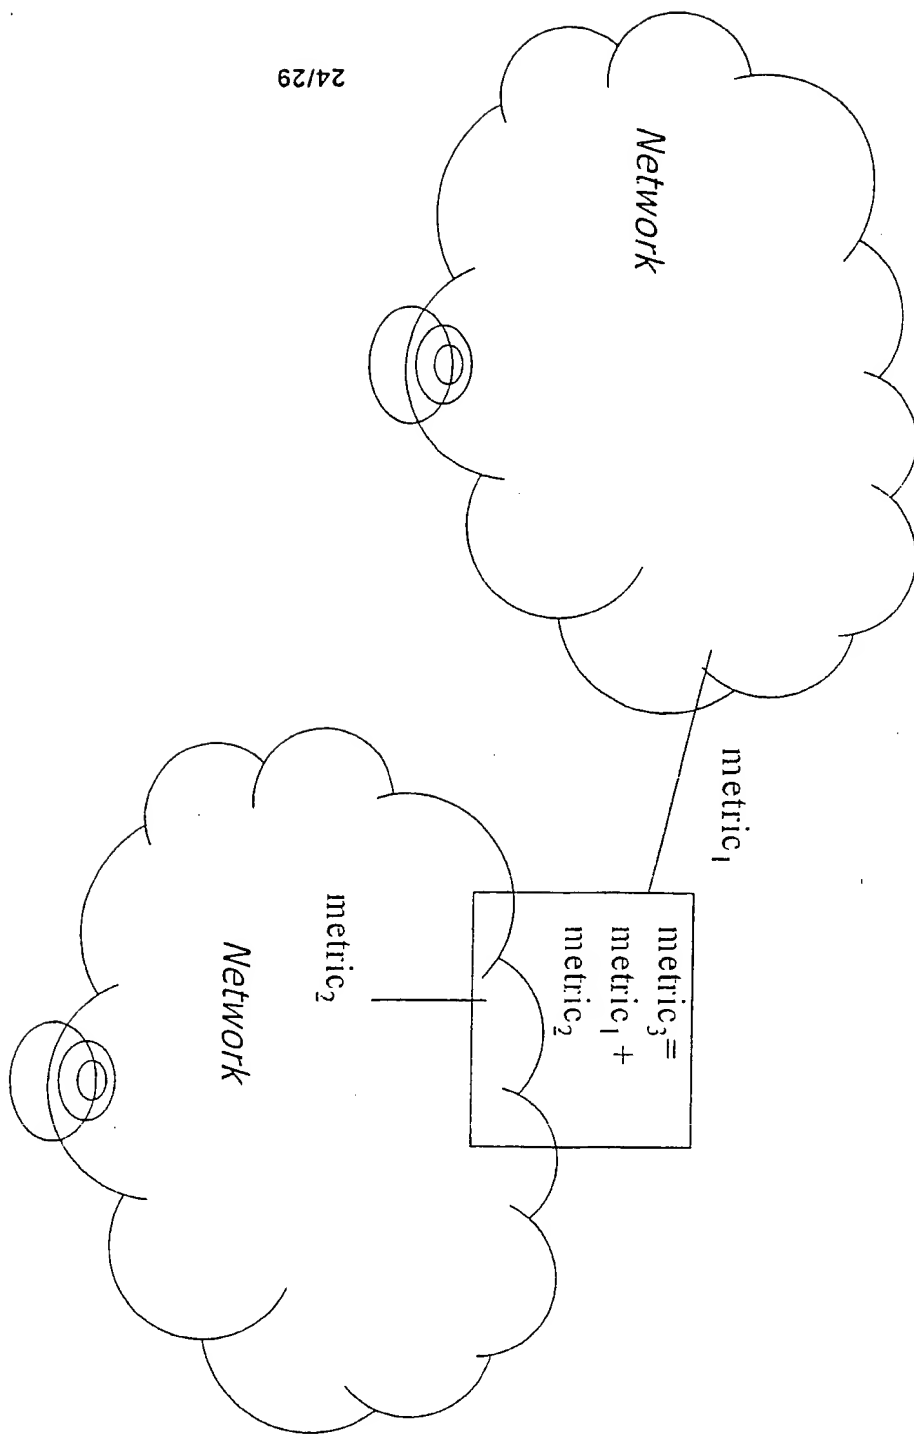 24/29
Network
metric₁
metric₃=
metric₁ +
metric₂
metric₂
Network